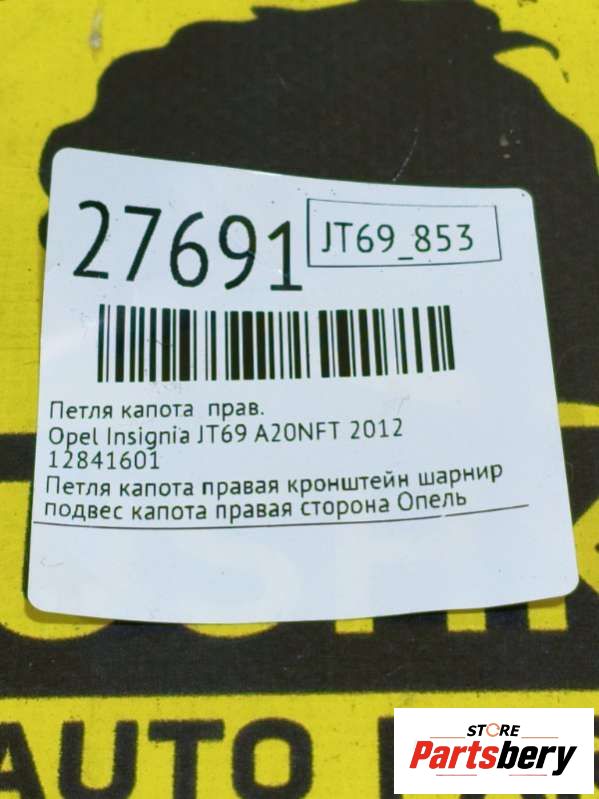 27691
JT69_853
Петля капота прав.
Opel Insignia JT69 A20NFT 2012
12841601
Петля капота правая кронштейн шарнир
подвес капота правая сторона Опель
AUTO
STORE
Partsbery